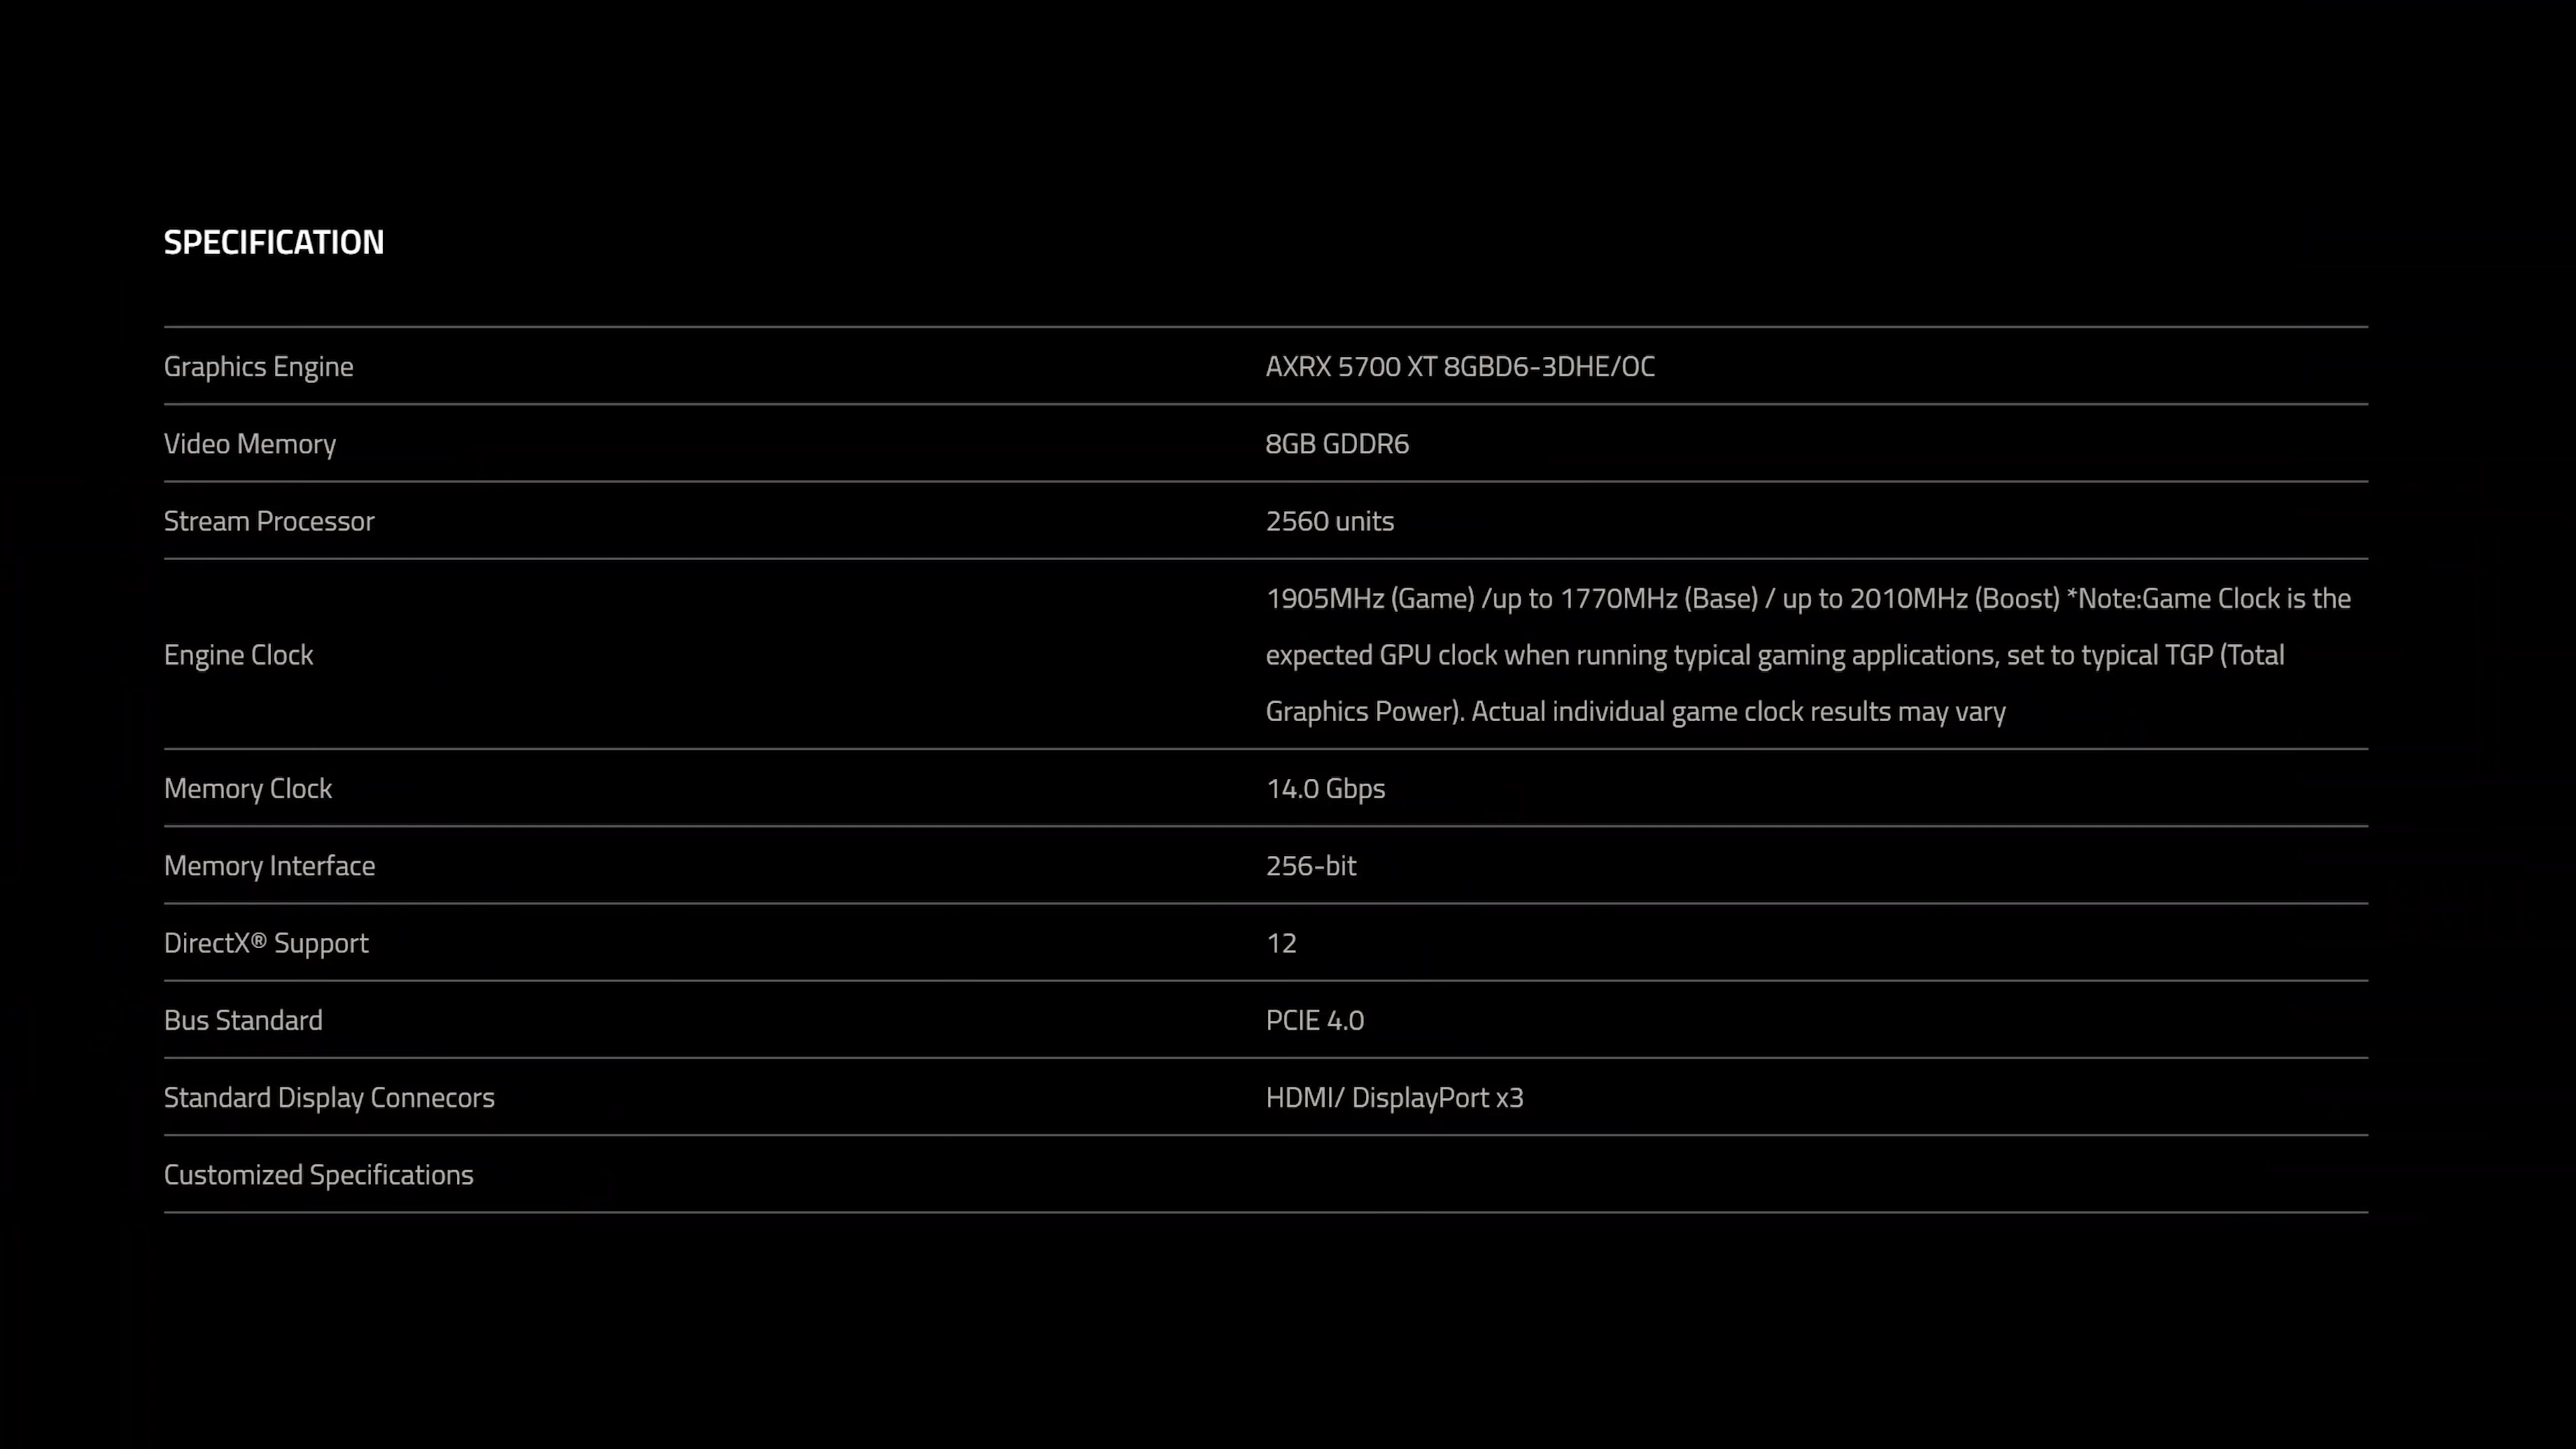 SPECIFICATION
Graphics Engine AXRX 5700 XT 8GBD6-3DHE/OC
Video Memory 8GB GDDR6
Stream Processor 2560 units
Engine Clock 1905MHz (Game) /up to 1770MHz (Base) / up to 2010MHz (Boost) *Note:Game Clock is the
expected GPU clock when running typical gaming applications, set to typical TGP (Total
Graphics Power). Actual individual game clock results may vary
Memory Clock 14.0 Gbps
Memory Interface 256-bit
DirectX® Support 12
Bus Standard PCIE 4.0
Standard Display Connecors HDMI/ DisplayPort x3
Customized Specifications